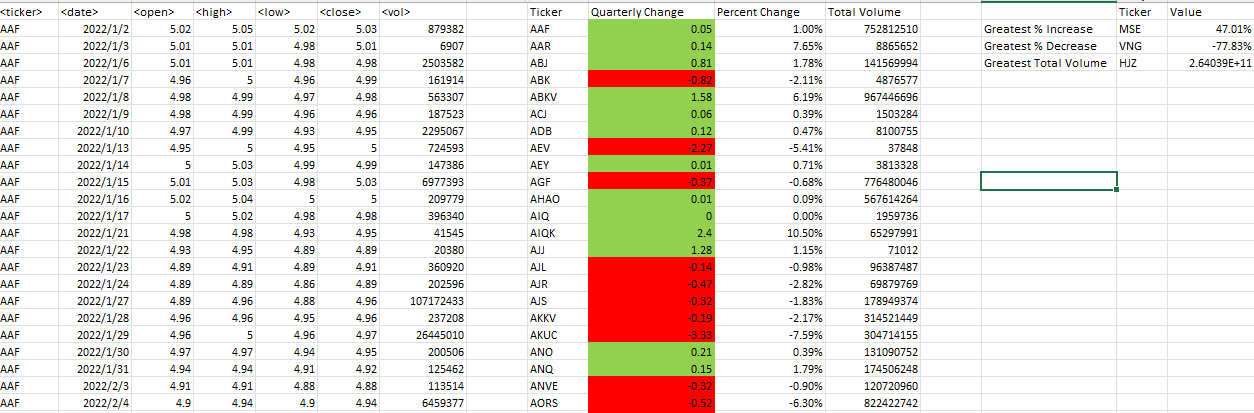 <ticker> <date> <open> <high> <low> <close> <vol> Ticker Quarterly Change Percent Change Total Volume Ticker Value
AAF 2022/1/2 5.02 5.05 5.02 5.03 879382 AAF 0.05 1.00% 752812510 Greatest % Increase MSE 47.01%
AAF 2022/1/3 5.01 5.01 4.98 5.01 6907 AAR 0.14 7.65% 8865652 Greatest % Decrease VNG -77.83%
AAF 2022/1/6 5.01 5.01 4.98 4.98 2503582 ABJ 0.81 1.78% 141569994 Greatest Total Volume HJZ 2.64039E+11
AAF 2022/1/7 4.96 5 4.96 4.99 161914 ABK -0.82 -2.11% 4876577
AAF 2022/1/8 4.98 4.99 4.97 4.98 563307 ABKV 1.58 6.19% 967446696
AAF 2022/1/9 4.98 4.99 4.96 4.96 187523 ACJ 0.06 0.39% 1503284
AAF 2022/1/10 4.97 4.99 4.93 4.95 2295067 ADB 0.12 0.47% 8100755
AAF 2022/1/13 4.95 5 4.95 5 724593 AEV -2.27 -5.41% 37848
AAF 2022/1/14 5 5.03 4.99 4.99 147386 AEY 0.01 0.71% 3813328
AAF 2022/1/15 5.01 5.03 4.98 5.03 6977393 AGF -0.37 -0.68% 776480046
AAF 2022/1/16 5.02 5.04 5 5 209779 AHAO 0.01 0.09% 567614264
AAF 2022/1/17 5 5.02 4.98 4.98 396340 AIQ 0 0.00% 1959736
AAF 2022/1/21 4.98 4.98 4.93 4.95 41545 AIQK 2.4 10.50% 65297991
AAF 2022/1/22 4.93 4.95 4.89 4.89 20380 AJJ 1.28 1.15% 71012
AAF 2022/1/23 4.89 4.91 4.89 4.91 360920 AJL -0.14 -0.98% 96387487
AAF 2022/1/24 4.89 4.89 4.86 4.89 202596 AJR -0.47 -2.82% 69879769
AAF 2022/1/27 4.89 4.96 4.88 4.96 107172433 AJS -0.32 -1.83% 178949374
AAF 2022/1/28 4.96 4.96 4.95 4.96 237208 AKKV -0.19 -2.17% 314521449
AAF 2022/1/29 4.96 5 4.96 4.97 26445010 AKUC -3.33 -7.59% 304714155
AAF 2022/1/30 4.97 4.97 4.94 4.95 200506 ANO 0.21 0.39% 131090752
AAF 2022/1/31 4.94 4.94 4.91 4.92 125462 ANQ 0.15 1.79% 174506248
AAF 2022/2/3 4.91 4.91 4.88 4.88 113514 ANVE -0.32 -0.90% 120720960
AAF 2022/2/4 4.9 4.94 4.9 4.94 6459377 AORS -0.52 -6.30% 822422742